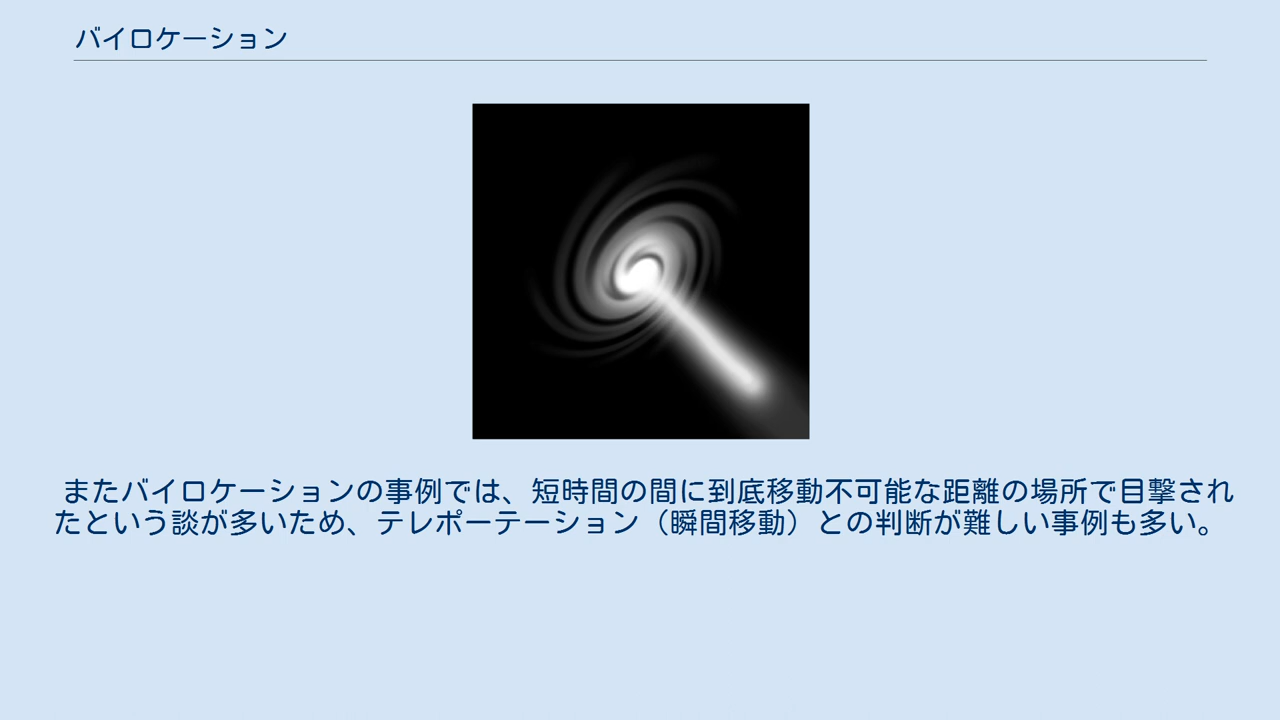 バイロケーション
またバイロケーションの事例では、短時間の間に到底移動不可能な距離の場所で目撃され
たという談が多いため、テレポーテーション（瞬間移動）との判断が難しい事例も多い。